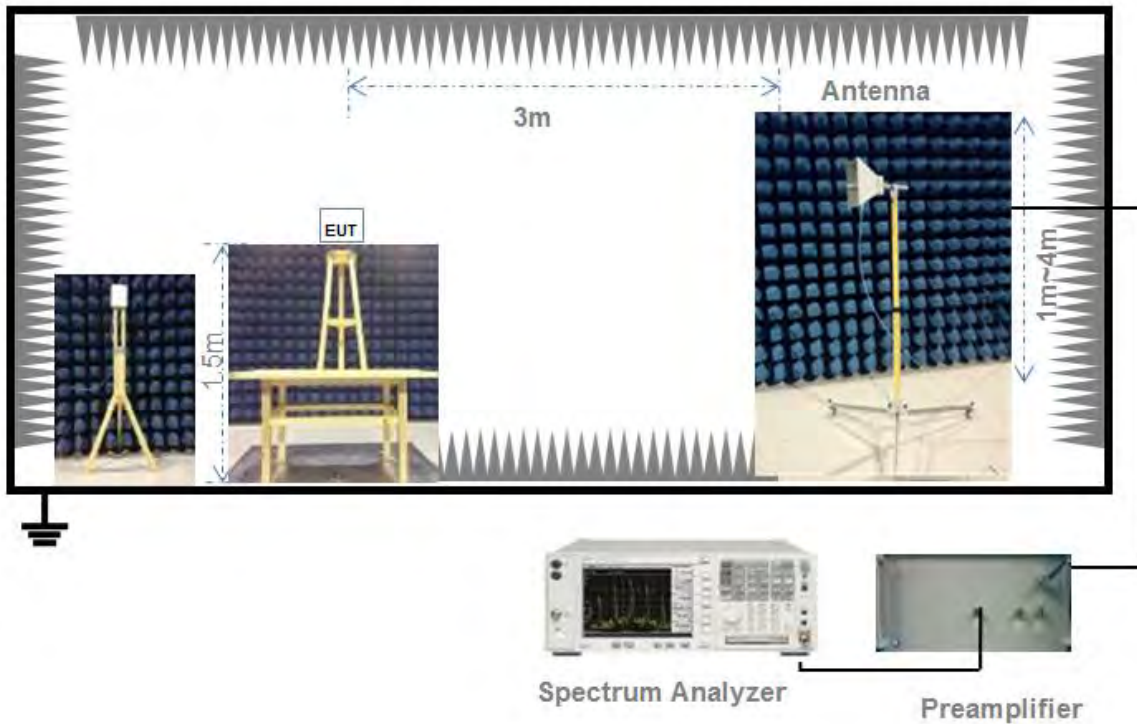 Antenna
3m
EUT
1.5m
1m~4m
Spectrum Analyzer
Preamplifier